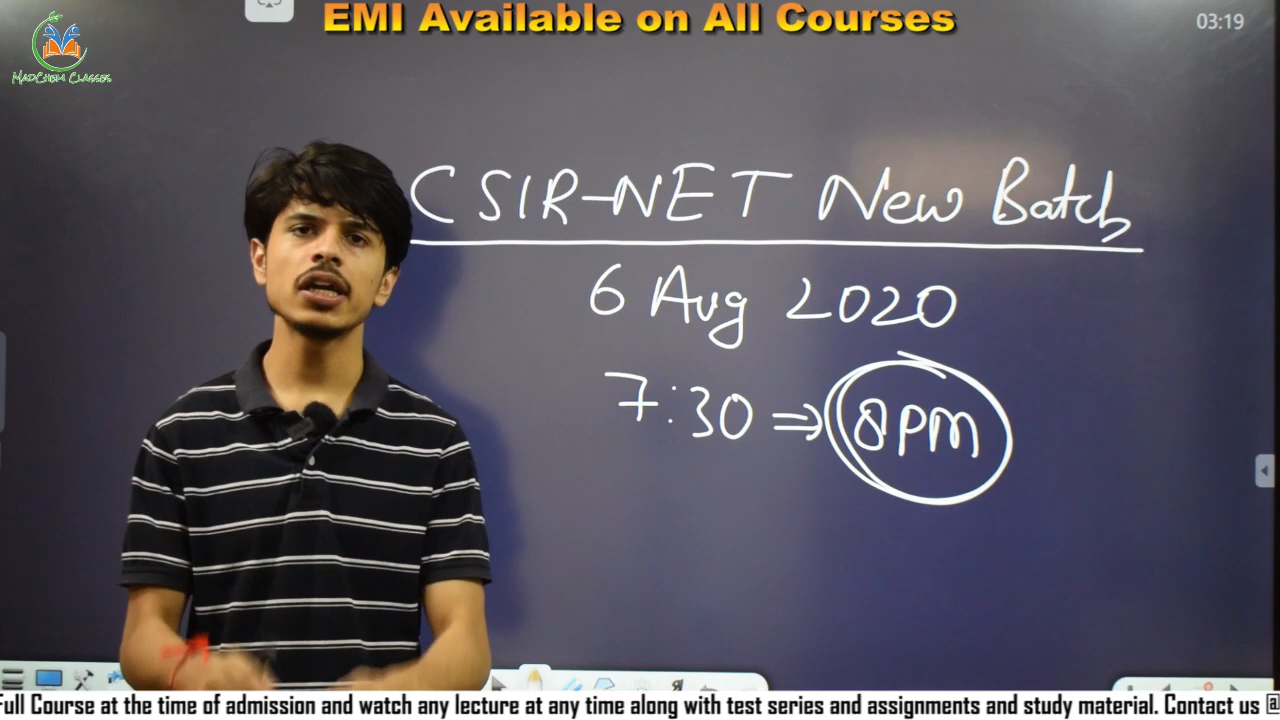 EMI Available on All Courses
03:19
MADCHEM CLASSES
CSIR-NET New Batch
6 Aug 2020
7:30 ⇒ 8PM
Full Course at the time of admission and watch any lecture at any time along with test series and assignments and study material. Contact us @